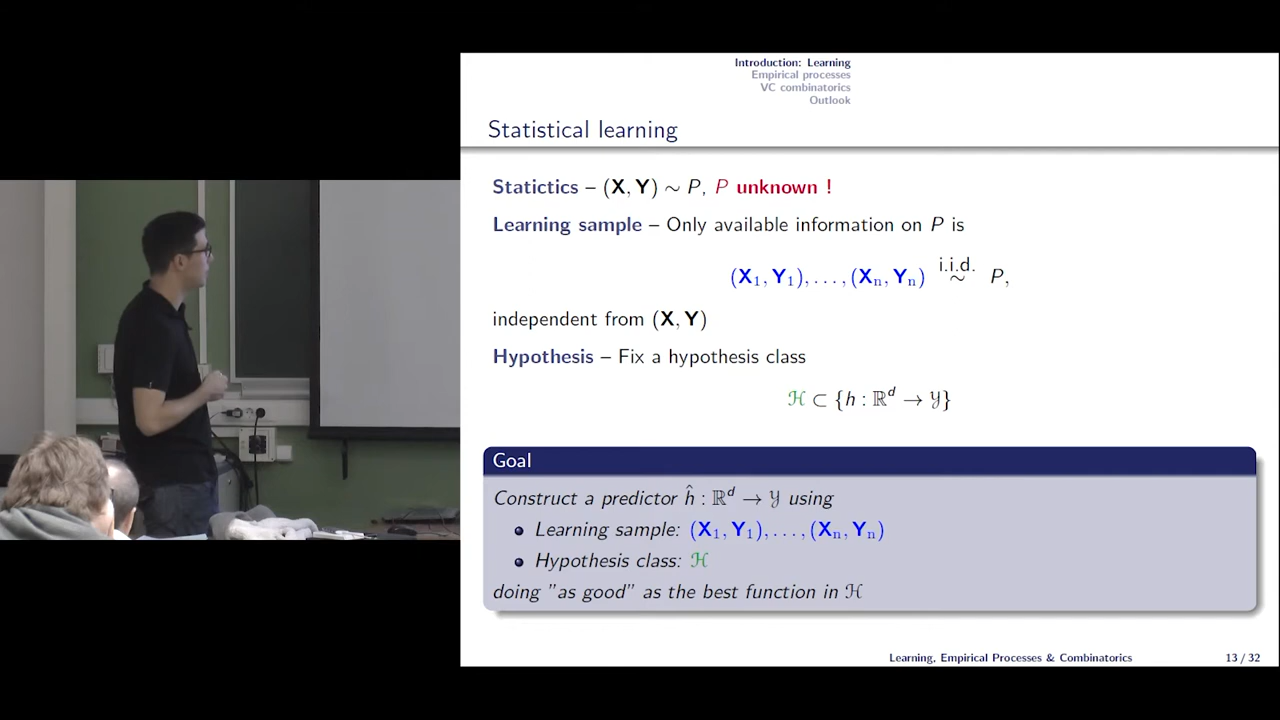 Introduction: Learning
Empirical processes
VC combinatorics
Outlook
Statistical learning
Statictics – (X, Y) ∼ P, P unknown !
Learning sample – Only available information on P is
(X₁, Y₁), . . . , (Xₙ, Yₙ) i.i.d. ∼ P,
independent from (X, Y)
Hypothesis – Fix a hypothesis class
ℋ ⊂ {h : ℝᵈ → 𝒴}
Goal
Construct a predictor ĥ : ℝᵈ → 𝒴 using
Learning sample: (X₁, Y₁), . . . , (Xₙ, Yₙ)
Hypothesis class: ℋ
doing "as good" as the best function in ℋ
Learning, Empirical Processes & Combinatorics 13 / 32